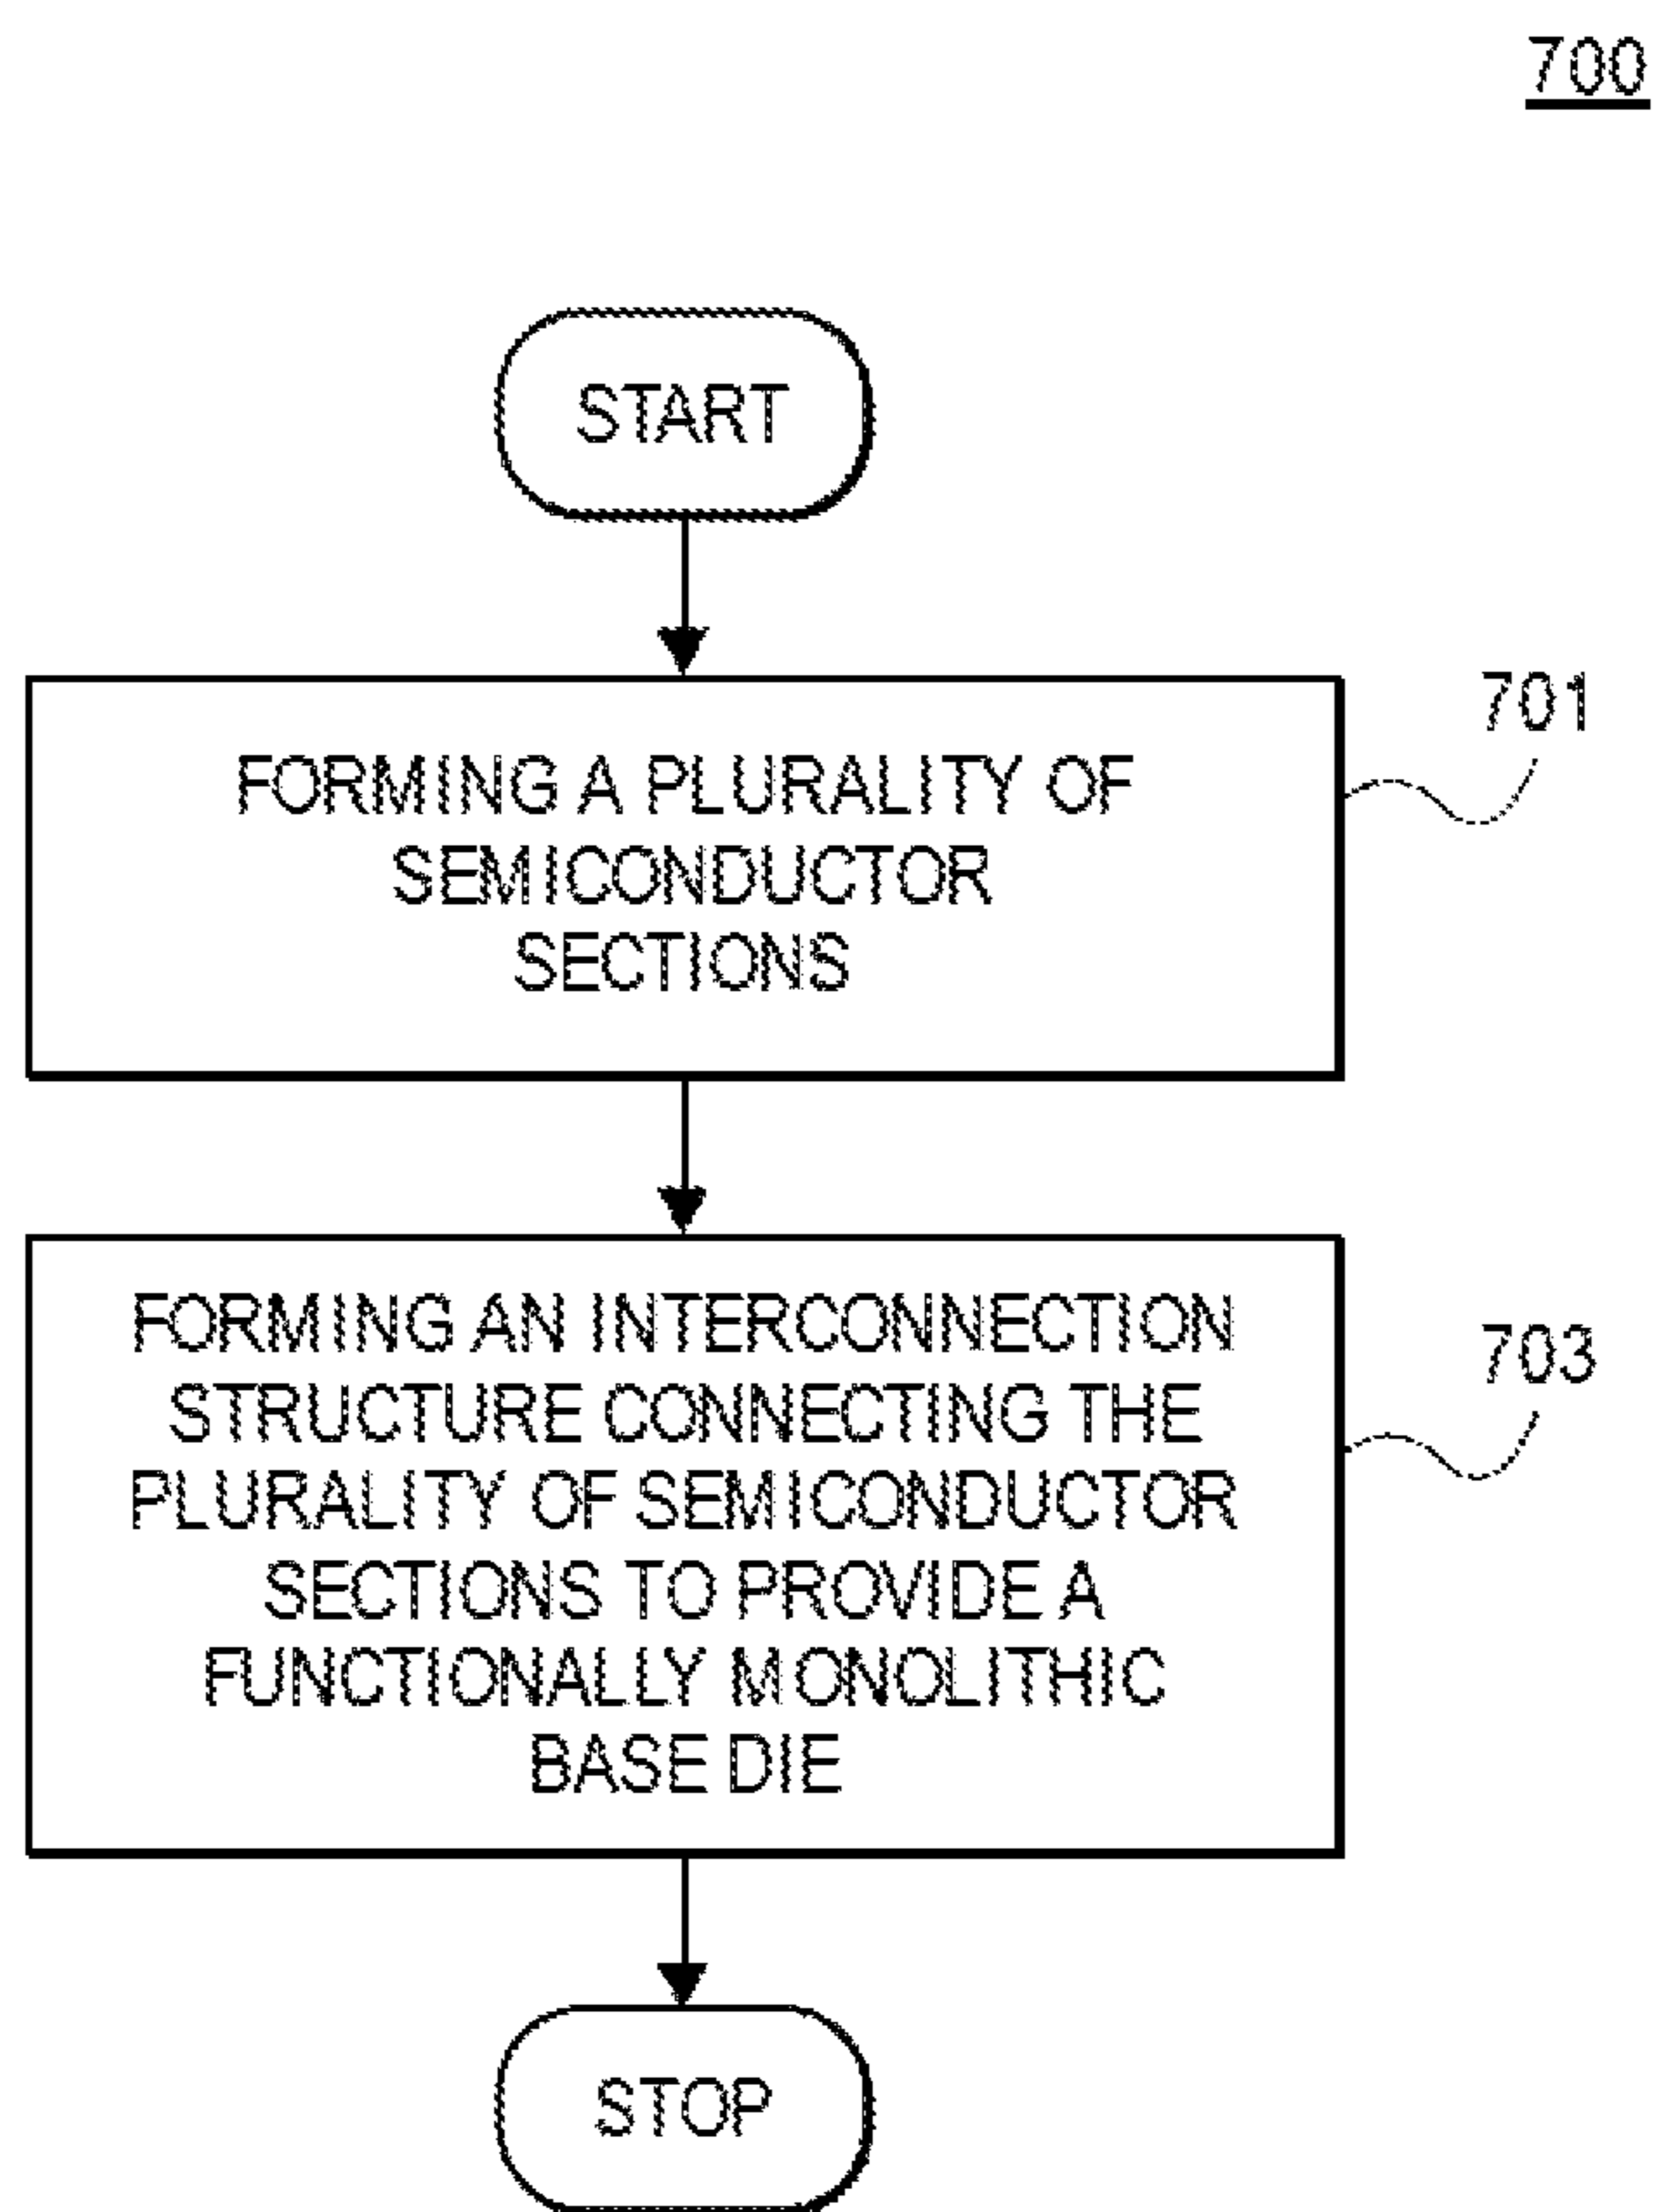 700
START
701
FORMING A PLURALITY OF
SEMICONDUCTOR
SECTIONS
703
FORMING AN INTERCONNECTION
STRUCTURE CONNECTING THE
PLURALITY OF SEMICONDUCTOR
SECTIONS TO PROVIDE A
FUNCTIONALLY MONOLITHIC
BASE DIE
STOP